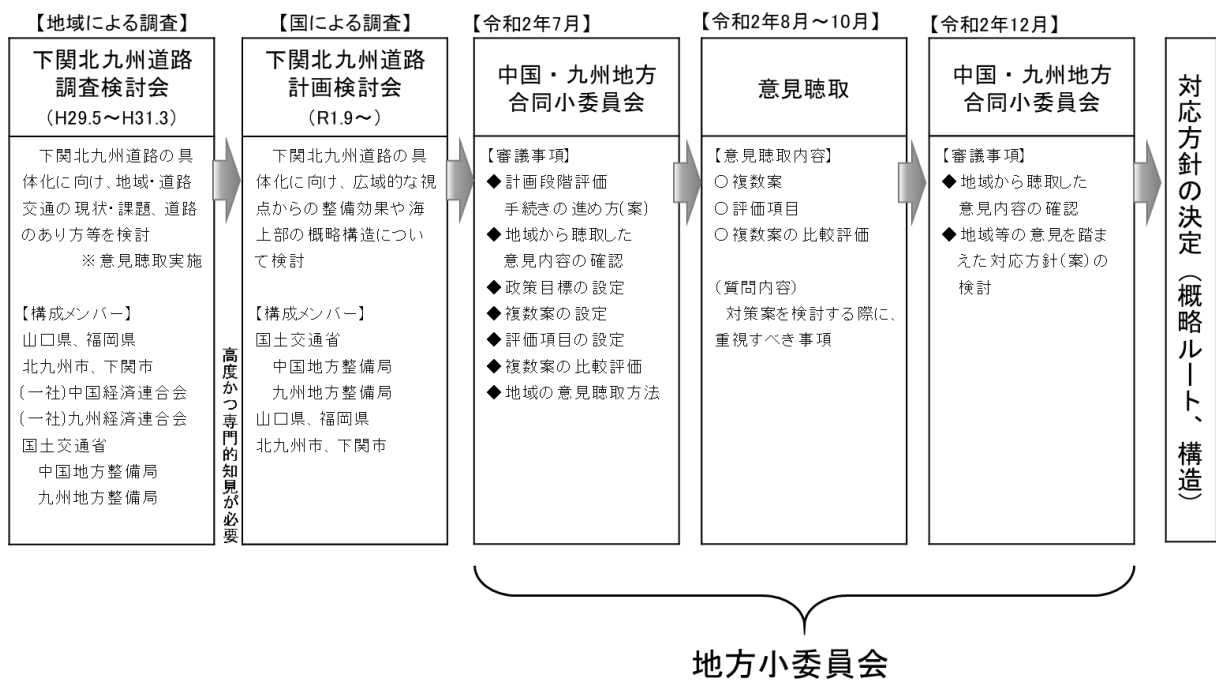 【地域による調査】
下関北九州道路
調査検討会
（H29.5～H31.3）
下関北九州道路の具
体化に向け、地域・道路
交通の現状・課題、道路
のあり方等を検討
※意見聴取実施
【構成メンバー】
山口県、福岡県
北九州市、下関市
(一社)中国経済連合会
(一社)九州経済連合会
国土交通省
中国地方整備局
九州地方整備局
高度かつ専門的知見が必要
【国による調査】
下関北九州道路
計画検討会
（R1.9～）
下関北九州道路の具
体化に向け、広域的な視
点からの整備効果や海
上部の概略構造につい
て検討
【構成メンバー】
国土交通省
中国地方整備局
九州地方整備局
山口県、福岡県
北九州市、下関市
【令和2年7月】
中国・九州地方
合同小委員会
【審議事項】
◆計画段階評価
手続きの進め方(案)
◆地域から聴取した
意見内容の確認
◆政策目標の設定
◆複数案の設定
◆評価項目の設定
◆複数案の比較評価
◆地域の意見聴取方法
【令和2年8月～10月】
意見聴取
【意見聴取内容】
○複数案
○評価項目
○複数案の比較評価
(質問内容)
対策案を検討する際に、
重視すべき事項
【令和2年12月】
中国・九州地方
合同小委員会
【審議事項】
◆地域から聴取した
意見内容の確認
◆地域等の意見を踏ま
えた対応方針(案)の
検討
対応方針の決定（概略ルート、構造）
地方小委員会